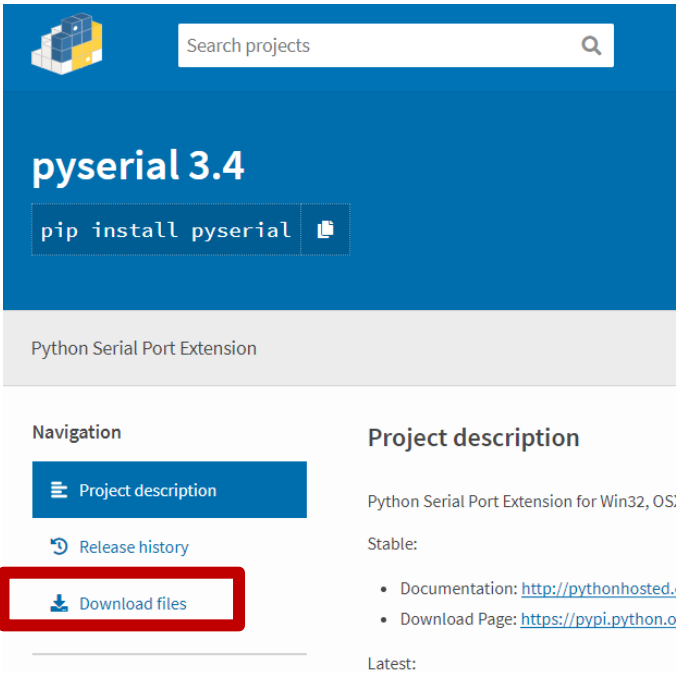 Search projects
pyserial 3.4
pip install pyserial
Python Serial Port Extension
Navigation
Project description
Release history
Download files
Project description
Python Serial Port Extension for Win32, OSX
Stable:
Documentation: http://pythonhosted.
Download Page: https://pypi.python.o
Latest: